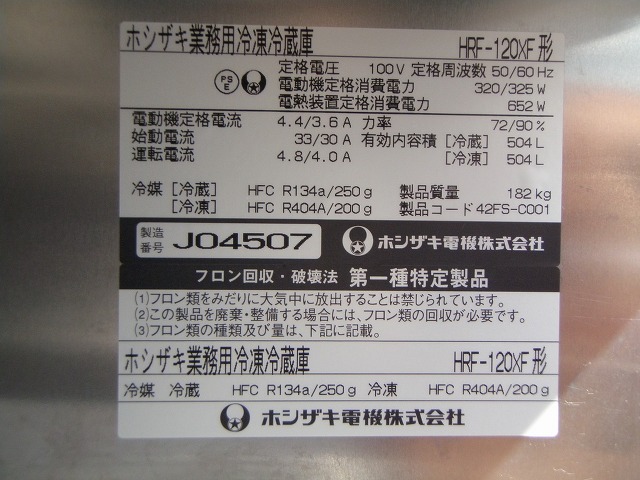 ホシザキ業務用冷凍冷蔵庫 HRF-120XF形
定格電圧 100V 定格周波数 50/60Hz
PS E 電動機定格消費電力 320/325W
電熱装置定格消費電力 652W
電動機定格電流 4.4/3.6A 力率 72/90%
始動電流 33/30A 有効内容積 [冷蔵] 504L
運転電流 4.8/4.0A [冷凍] 504L
冷媒 [冷蔵] HFC R134a/250g 製品質量 182kg
[冷凍] HFC R404A/200g 製品コード 42FS-C001
製造番号 J04507 ホシザキ電機株式会社
フロン回収・破壊法 第一種特定製品
(1)フロン類をみだりに大気中に放出することは禁じられています。
(2)この製品を廃棄・整備する場合には、フロン類の回収が必要です。
(3)フロン類の種類及び量は、下記に記載。
ホシザキ業務用冷凍冷蔵庫 HRF-120XF形
冷媒 冷蔵 HFC R134a/250g 冷凍 HFC R404A/200g
ホシザキ電機株式会社